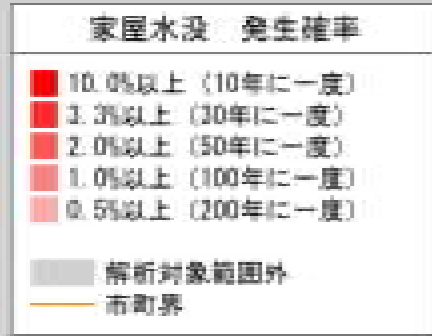 家屋水没 発生確率
10.0%以上（10年に一度）
3.3%以上（30年に一度）
2.0%以上（50年に一度）
1.0%以上（100年に一度）
0.5%以上（200年に一度）
解析対象範囲外
市町界